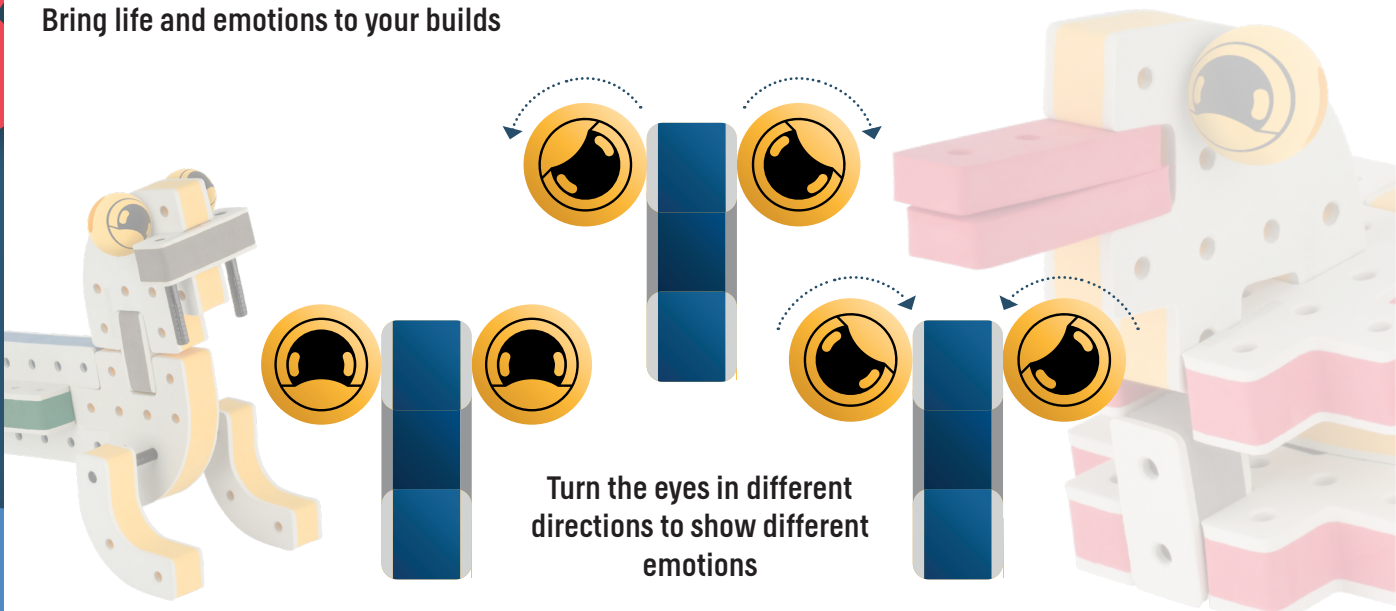 Bring life and emotions to your builds
Turn the eyes in different
directions to show different
emotions